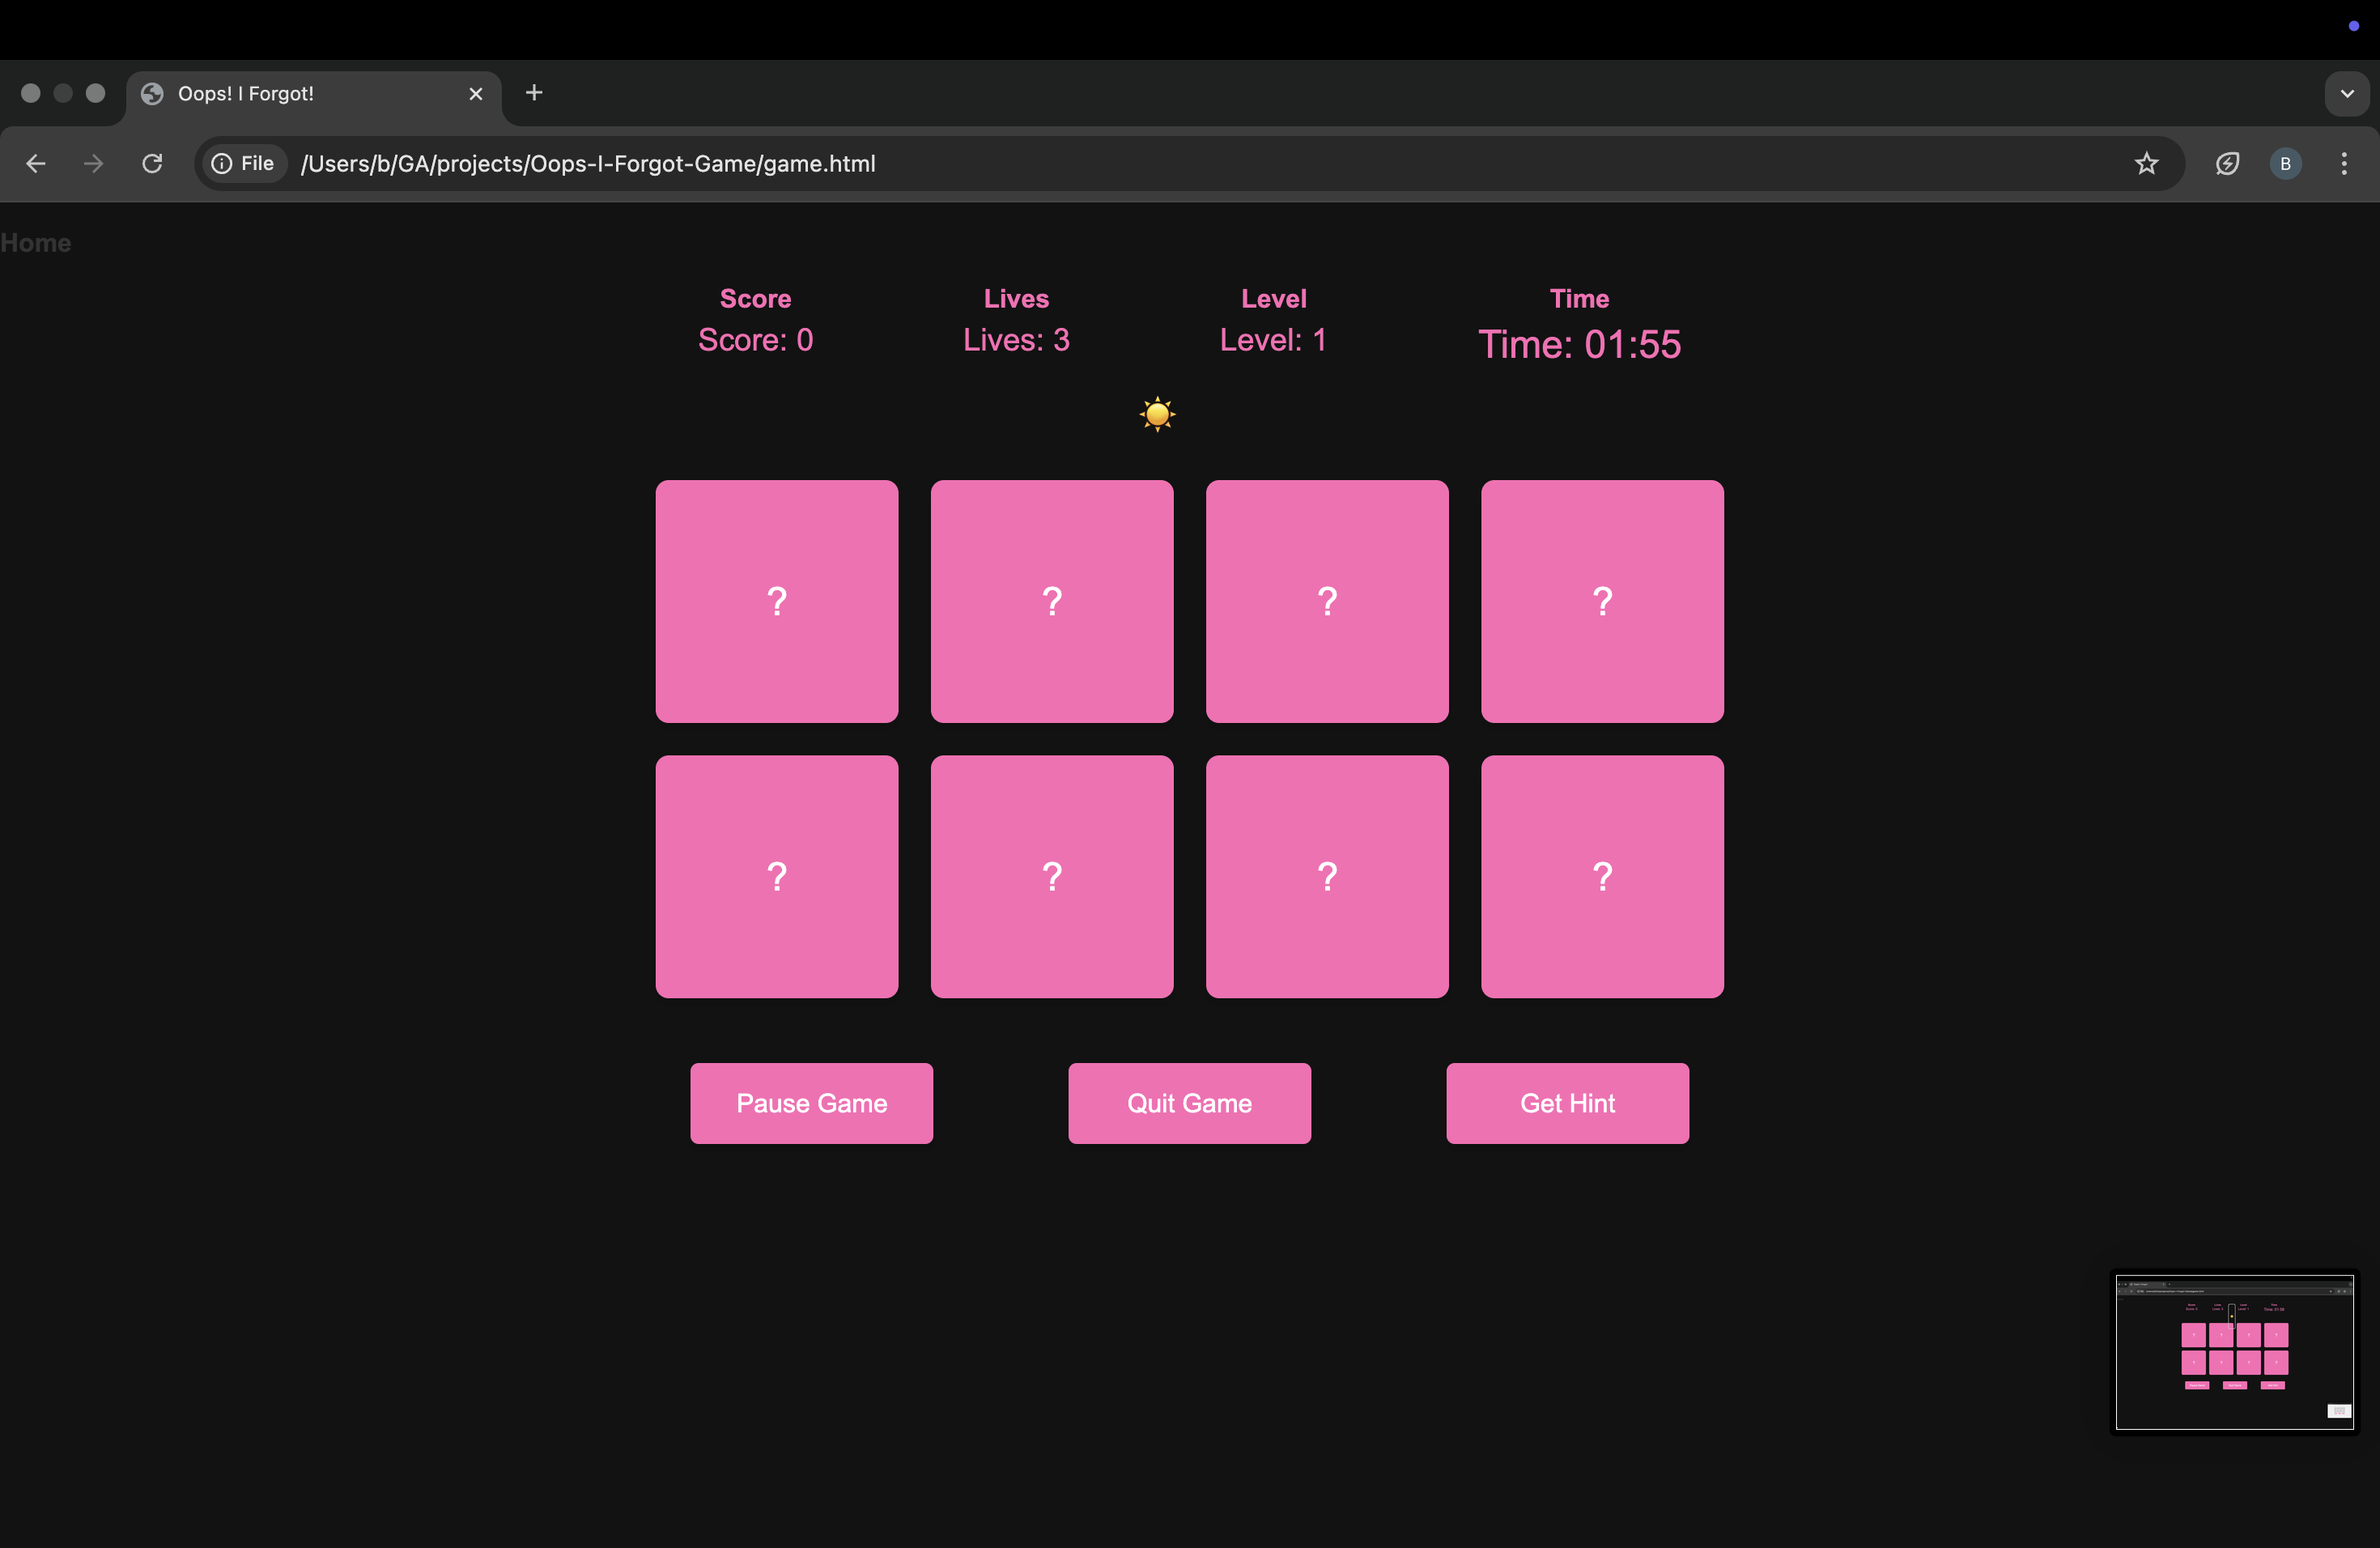 Oops! I Forgot!
File /Users/b/GA/projects/Oops-I-Forgot-Game/game.html B
Home
Score Lives Level Time
Score: 0 Lives: 3 Level: 1 Time: 01:55
? ? ? ?
? ? ? ?
Pause Game Quit Game Get Hint